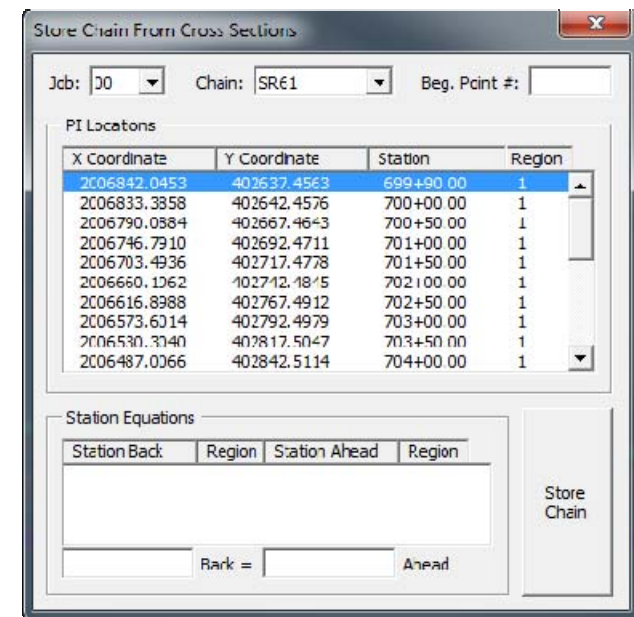 Store Chain From Cross Sections
Job: 00 Chain: SR61 Beg. Point #:
PI Locations
X Coordinate Y Coordinate Station Region
2006842.0453 402637.4563 699+90.00 1
2006833.3858 402642.4576 700+00.00 1
2006790.0884 402667.4643 700+50.00 1
2006746.7910 402692.4711 701+00.00 1
2006703.4936 402717.4778 701+50.00 1
2006660.1962 402742.4845 702+00.00 1
2006616.8988 402767.4912 702+50.00 1
2006573.6014 402792.4979 703+00.00 1
2006530.3040 402817.5047 703+50.00 1
2006487.0066 402842.5114 704+00.00 1
Station Equations
Station Back Region Station Ahead Region
Back = Ahead
Store
Chain